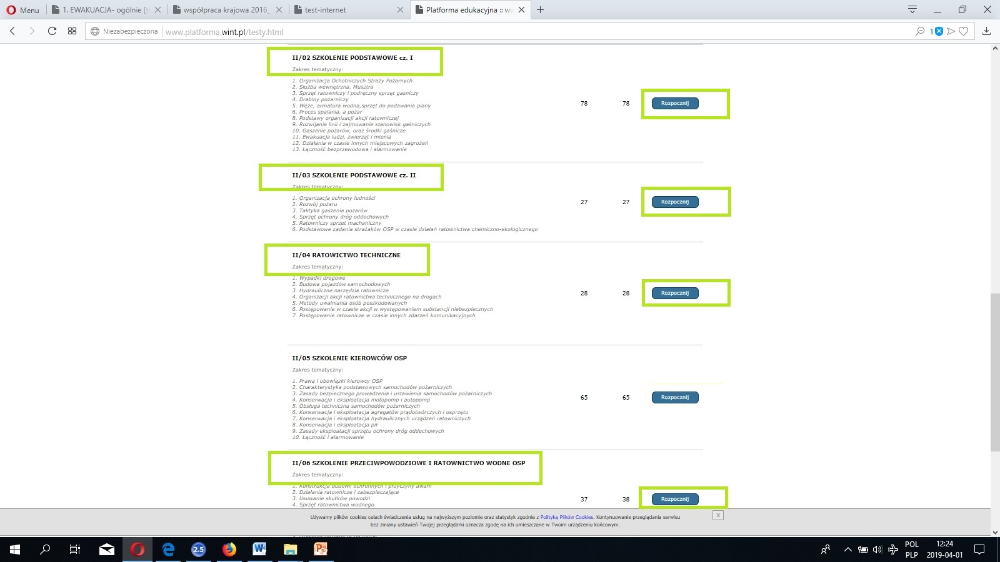 Menu
1. EWAKUACJA- ogólnie [t
współpraca krajowa 2016_
test-internet
Platforma edukacyjna :: ww
Niezabezpieczona
www.platforma.wint.pl/testy.html
1
II/02 SZKOLENIE PODSTAWOWE cz. I
Zakres tematyczny:
1. Organizacja Ochotniczych Straży Pożarnych
2. Służba wewnętrzna. Musztra
3. Sprzęt ratowniczy i podręczny sprzęt gasniczy
4. Drabiny pożarniczy
5. Węże, armatura wodna,sprzęt do podawania piany
6. Proces spalania, a pożar
8. Podstawy organizacji akcji ratowniczej
9. Rozwijanie linii i zajmowanie stanowisk gaśniczych
10. Gaszenie pożarów, oraz środki gaśnicze
11. Ewakuacja ludzi, zwierząt i mienia
12. Działania w czasie innych miejscowych zagrożeń
13. Łączność bezprzewodowa i alarmowanie
78 78 Rozpocznij
II/03 SZKOLENIE PODSTAWOWE cz. II
Zakres tematyczny:
1. Organizacja ochrony ludności
2. Rozwój pożaru
3. Taktyka gaszenia pożarów
4. Sprzęt ochrony dróg oddechowych
5. Ratowniczy sprzet machaniczny
6. Podstawowe zadania strażaków OSP w czasie działań ratownictwa chemiczno-ekologicznego
27 27 Rozpocznij
II/04 RATOWICTWO TECHNICZNE
Zakres tematyczny:
1. Wypadki drogowe
2. Budowa pojazdów samochodowych
3. Hydrauliczne narzędzia ratownicze
4. Organizacji akcji ratownictwa technicznego na drogach
5. Metody uwalniania osób poszkodowanych
6. Postępowanie w czasie akcji w występowaniem substancji niebezpiecznych
7. Postępowanie ratownicze w czasie innych zdarzeń komunikacyjnych
28 28 Rozpocznij
II/05 SZKOLENIE KIEROWCÓW OSP
Zakres tematyczny:
1. Prawa i obowiązki kierowcy OSP
2. Charakterystyka podstawowych samochodów pożarniczych
3. Zasady bezpiecznego prowadzenia i ustawienia samochodów pożarniczych
4. Konserwacja i eksploatacja motopomp i autopomp
5. Obsługa techniczna samochodów pożarniczych
6. Konserwacja i eksploatacja agregatów prądotwórczych i osprzętu
7. Konserwacja i eksploatacja hydraulicznych urządzeń ratowniczych
8. Konserwacja i eksploatacja pił
9. Zasady eksploatacji sprzętu ochrony dróg oddechowych
10. Łączność i alarmowanie
65 65 Rozpocznij
II/06 SZKOLENIE PRZECIWPOWODZIOWE I RATOWNICTWO WODNE OSP
Zakres tematyczny:
1. Konstrukcja budowli ochronnych i przyczyny awarii
2. Działania ratownicze i zabezpieczające
3. Usuwanie skutków powodzi
4. Sprzęt ratownictwa wodnego
37 38 Rozpocznij
Używamy plików cookies celach świadczenia usług na najwyższym poziomie oraz statystyk zgodnie z Polityką Plików Cookies. Kontynuowanie przeglądania serwisu
bez zmiany ustawień Twojej przeglądarki oznacza zgodę na ich umieszczane w Twoim urządzeniu końcowym.
X
2.5
POL
PLP
12:24
2019-04-01